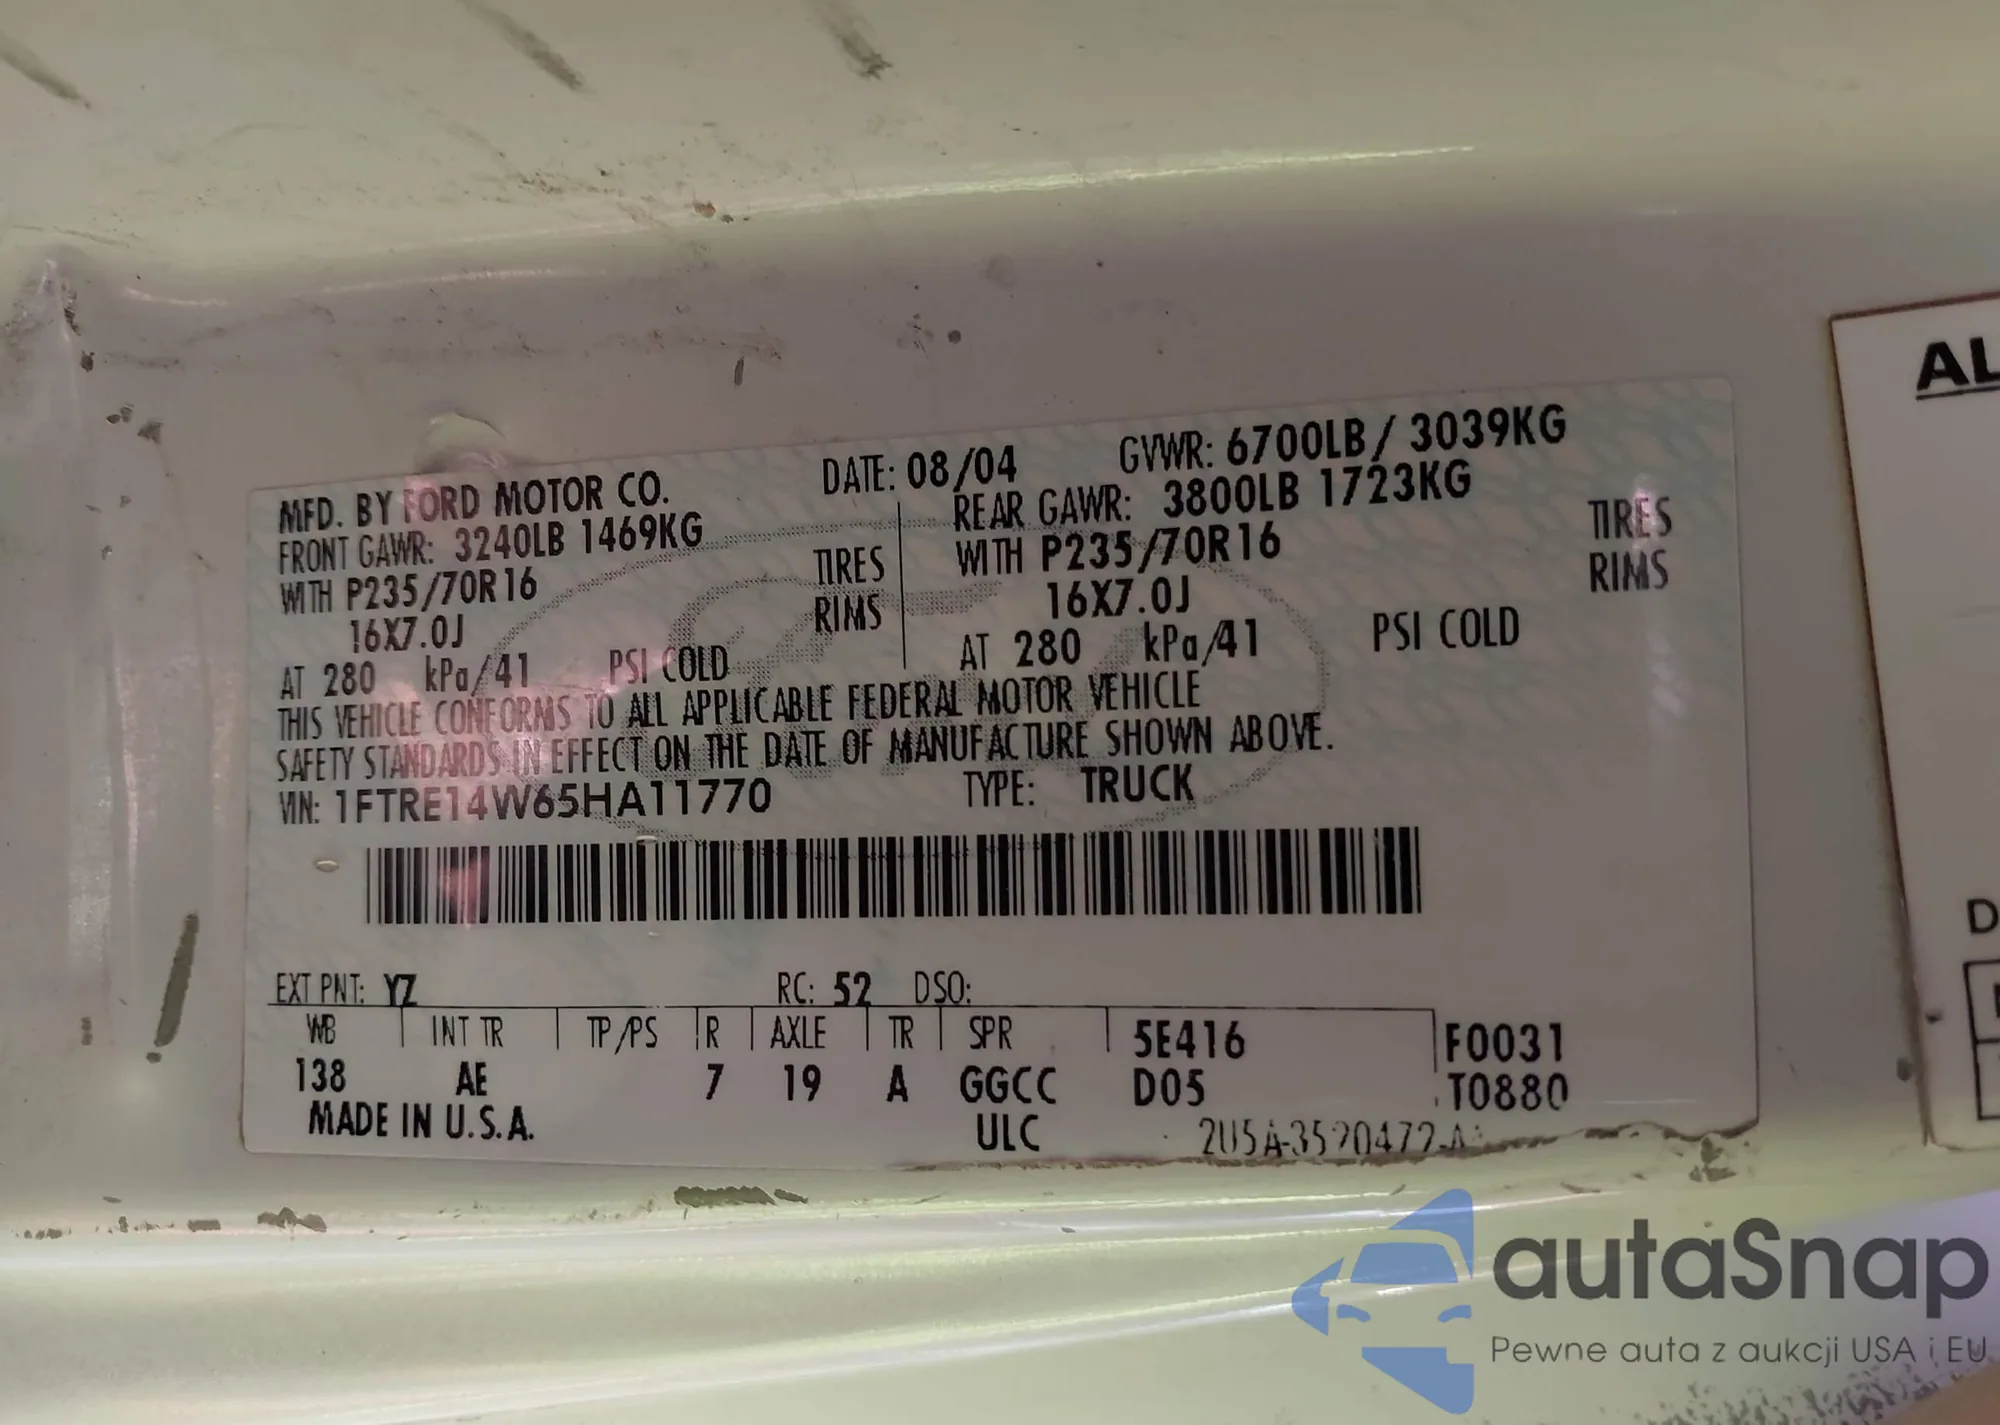 MFD. BY FORD MOTOR CO. DATE: 08/04 GVWR: 6700LB / 3039KG
FRONT GAWR: 3240LB 1469KG REAR GAWR: 3800LB 1723KG
WITH P235/70R16 TIRES WITH P235/70R16 TIRES
16X7.0J RIMS 16X7.0J RIMS
AT 280 kPa/41 PSI COLD AT 280 kPa/41 PSI COLD
THIS VEHICLE CONFORMS TO ALL APPLICABLE FEDERAL MOTOR VEHICLE
SAFETY STANDARDS IN EFFECT ON THE DATE OF MANUFACTURE SHOWN ABOVE.
VIN: 1FTRE14W65HA11770 TYPE: TRUCK
EXT PNT: YZ RC: 52 DSO:
WB INT TR TP/PS R AXLE TR SPR 5E416 F0031
138 AE 7 19 A GGCC D05 T0880
MADE IN U.S.A. ULC
AL
D
autaSnap
Pewne auta z aukcji USA i EU